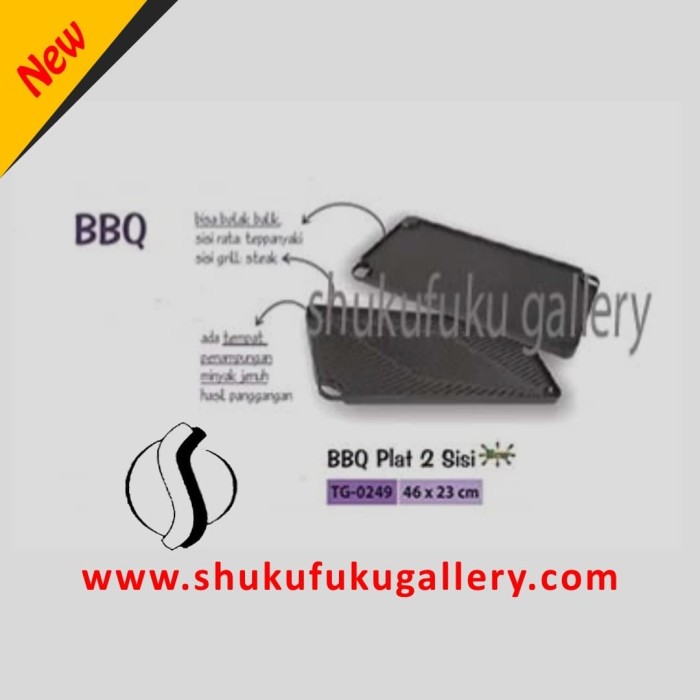 New
BBQ
bisa bolak balik
sisi rata teppanyaki
sisi grill steak
shukufuku gallery
ada tempat
penampungan
minyak jenuh
hasil panggangan
BBQ Plat 2 Sisi
TG-0249 46 x 23 cm
www.shukufukugallery.com